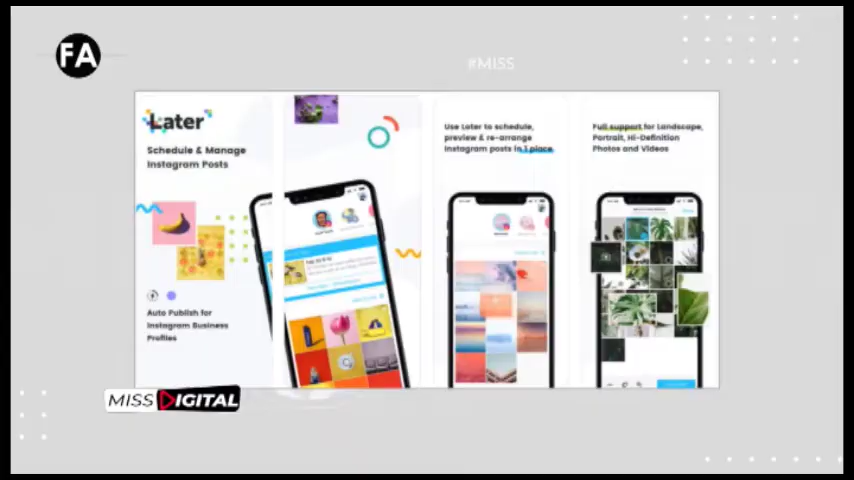 FA
#MISS
Later
Schedule & Manage
Instagram Posts
Auto Publish for
Instagram Business
Profiles
Use Later to schedule,
preview & re-arrange
Instagram posts in 1 place
Full support for Landscape,
Portrait, Hi-Definition
Photos and Videos
MISS DIGITAL